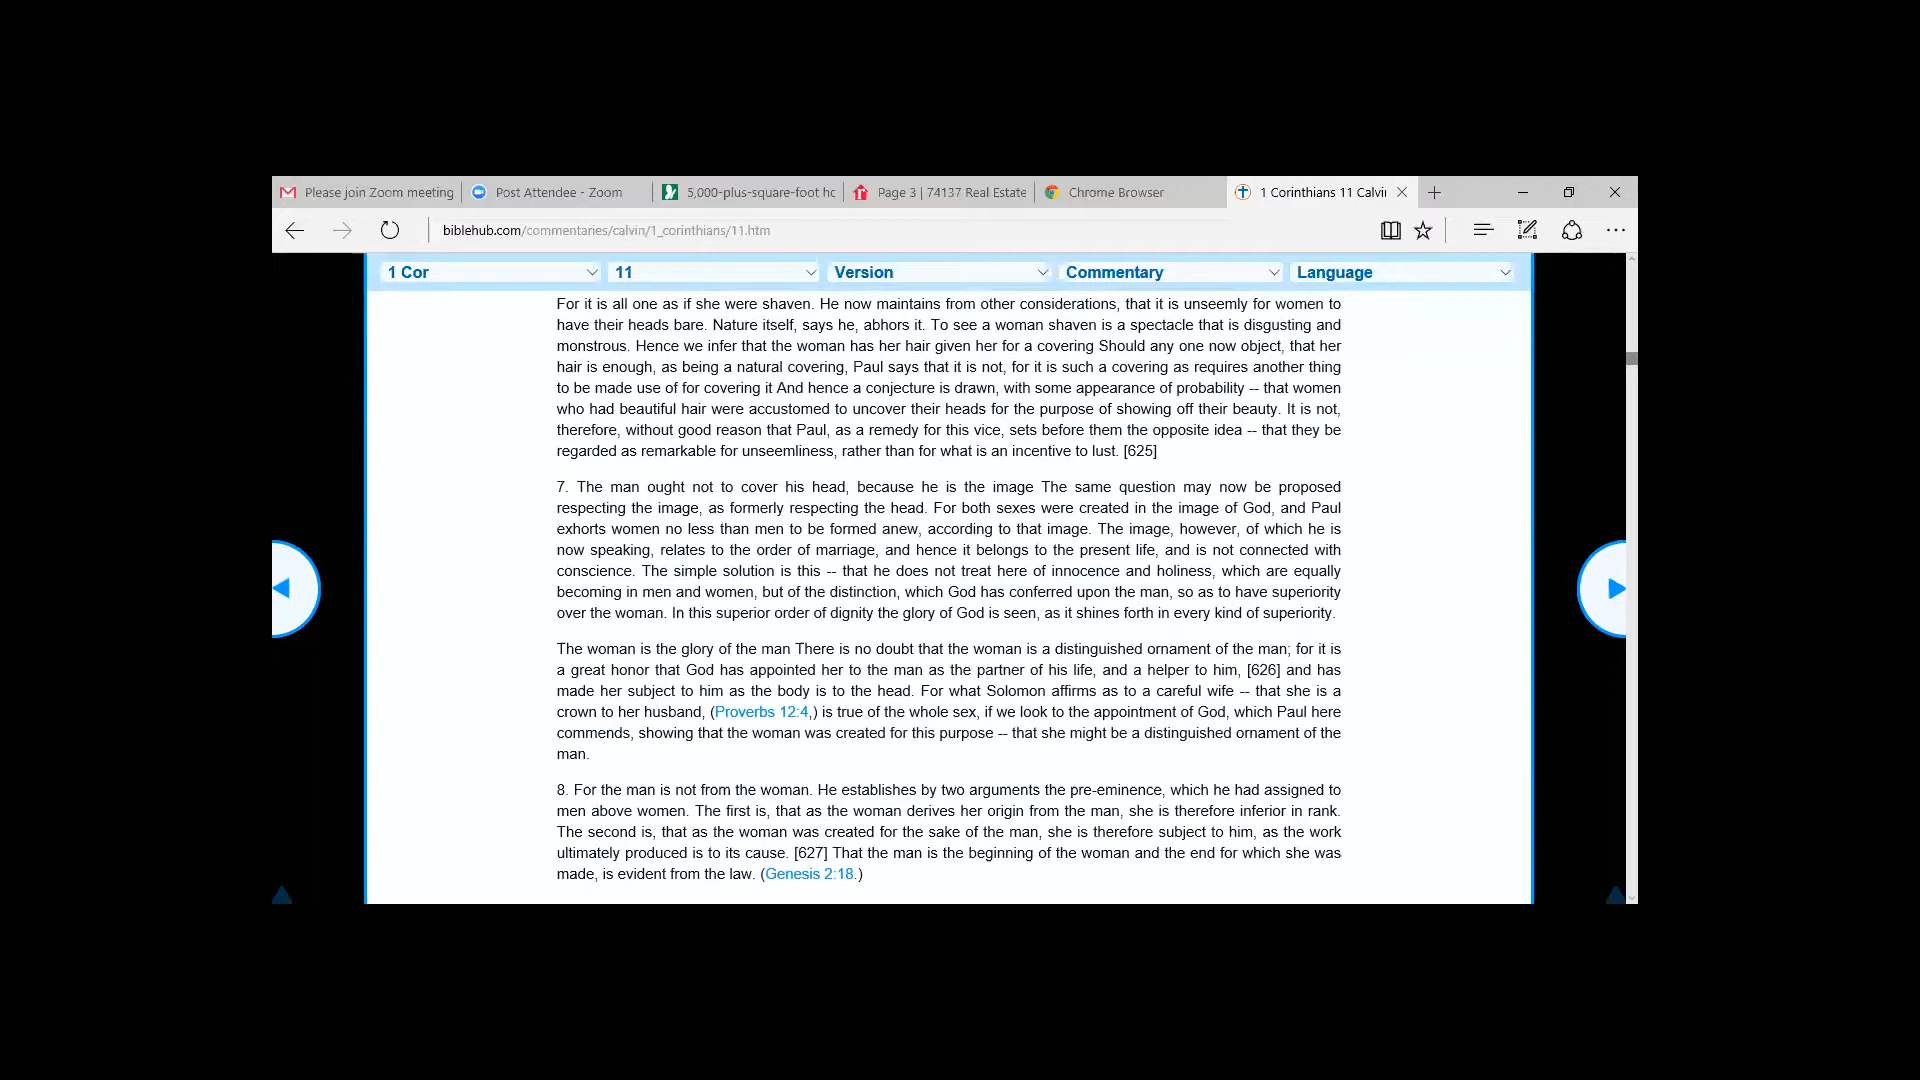 Please join Zoom meeting
Post Attendee - Zoom
5,000-plus-square-foot hc
Page 3 | 74137 Real Estate
Chrome Browser
1 Corinthians 11 Calvi
biblehub.com/commentaries/calvin/1_corinthians/11.htm
1 Cor
11
Version
Commentary
Language
For it is all one as if she were shaven. He now maintains from other considerations, that it is unseemly for women to
have their heads bare. Nature itself, says he, abhors it. To see a woman shaven is a spectacle that is disgusting and
monstrous. Hence we infer that the woman has her hair given her for a covering Should any one now object, that her
hair is enough, as being a natural covering, Paul says that it is not, for it is such a covering as requires another thing
to be made use of for covering it And hence a conjecture is drawn, with some appearance of probability -- that women
who had beautiful hair were accustomed to uncover their heads for the purpose of showing off their beauty. It is not,
therefore, without good reason that Paul, as a remedy for this vice, sets before them the opposite idea -- that they be
regarded as remarkable for unseemliness, rather than for what is an incentive to lust. [625]
7. The man ought not to cover his head, because he is the image The same question may now be proposed
respecting the image, as formerly respecting the head. For both sexes were created in the image of God, and Paul
exhorts women no less than men to be formed anew, according to that image. The image, however, of which he is
now speaking, relates to the order of marriage, and hence it belongs to the present life, and is not connected with
conscience. The simple solution is this -- that he does not treat here of innocence and holiness, which are equally
becoming in men and women, but of the distinction, which God has conferred upon the man, so as to have superiority
over the woman. In this superior order of dignity the glory of God is seen, as it shines forth in every kind of superiority.
The woman is the glory of the man There is no doubt that the woman is a distinguished ornament of the man; for it is
a great honor that God has appointed her to the man as the partner of his life, and a helper to him, [626] and has
made her subject to him as the body is to the head. For what Solomon affirms as to a careful wife -- that she is a
crown to her husband, (Proverbs 12:4,) is true of the whole sex, if we look to the appointment of God, which Paul here
commends, showing that the woman was created for this purpose -- that she might be a distinguished ornament of the
man.
8. For the man is not from the woman. He establishes by two arguments the pre-eminence, which he had assigned to
men above women. The first is, that as the woman derives her origin from the man, she is therefore inferior in rank.
The second is, that as the woman was created for the sake of the man, she is therefore subject to him, as the work
ultimately produced is to its cause. [627] That the man is the beginning of the woman and the end for which she was
made, is evident from the law. (Genesis 2:18.)